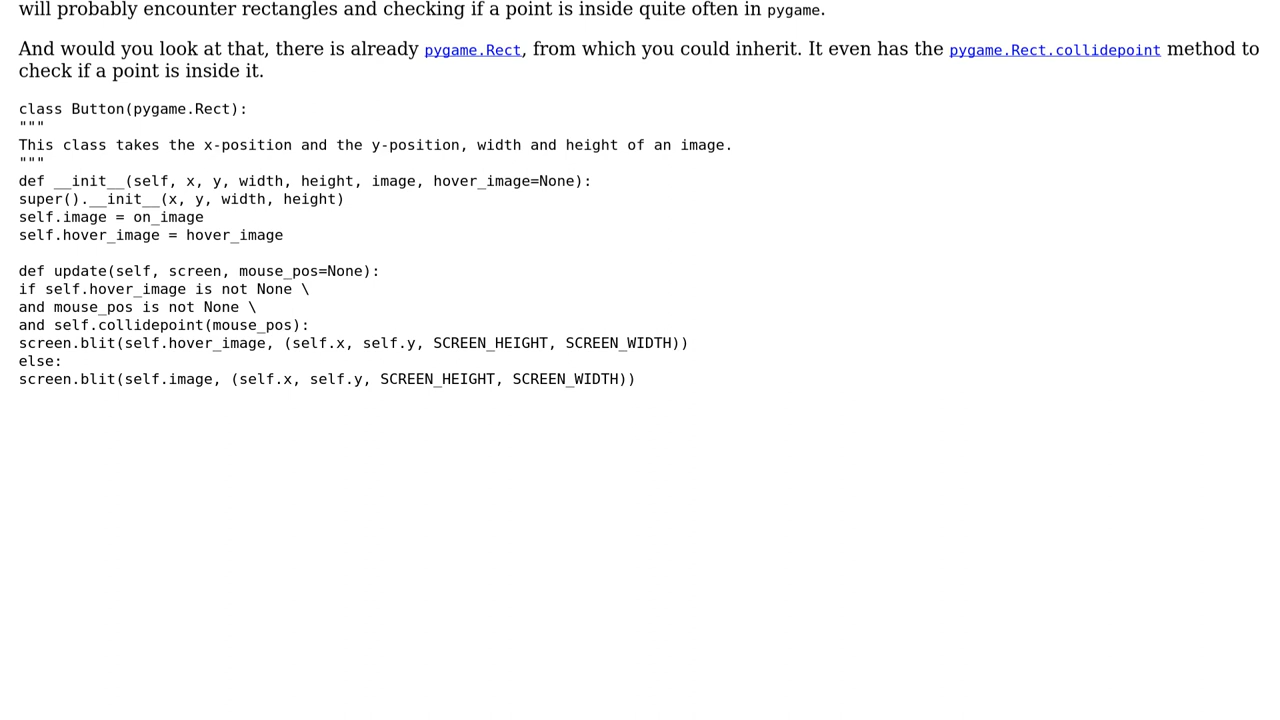 will probably encounter rectangles and checking if a point is inside quite often in pygame.
And would you look at that, there is already pygame.Rect, from which you could inherit. It even has the pygame.Rect.collidepoint method to
check if a point is inside it.
class Button(pygame.Rect):
"""
This class takes the x-position and the y-position, width and height of an image.
"""
def __init__(self, x, y, width, height, image, hover_image=None):
super().__init__(x, y, width, height)
self.image = on_image
self.hover_image = hover_image
def update(self, screen, mouse_pos=None):
if self.hover_image is not None \
and mouse_pos is not None \
and self.collidepoint(mouse_pos):
screen.blit(self.hover_image, (self.x, self.y, SCREEN_HEIGHT, SCREEN_WIDTH))
else:
screen.blit(self.image, (self.x, self.y, SCREEN_HEIGHT, SCREEN_WIDTH))